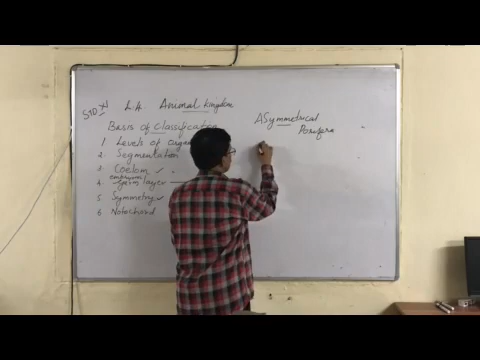 STD XI
L.A. Animal kingdom
Basis of Classification
1 Levels of Organ
2. Segmentation
3 Coelom ✓
embryonic
4. germ layer
5 Symmetry ✓
6 Notochord
ASymmetrical
Porifera